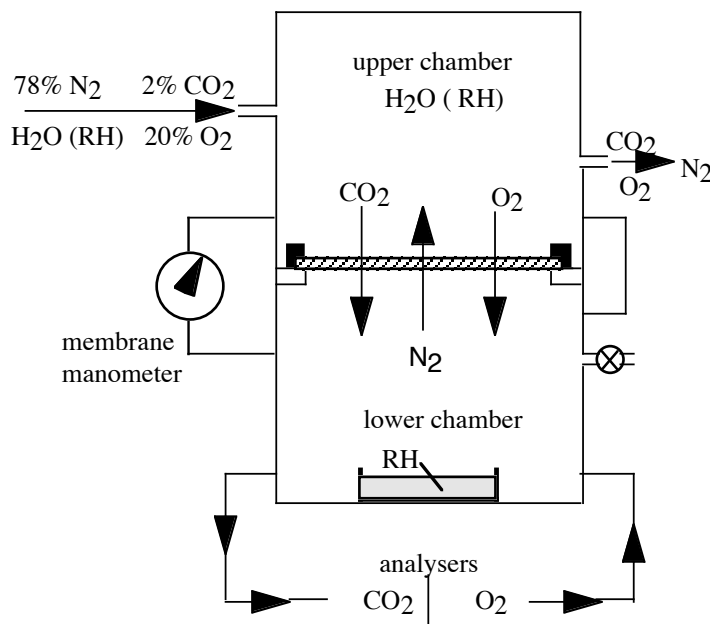 upper chamber
H2O ( RH)
78% N2 2% CO2
H2O (RH) 20% O2
CO2
O2 N2
CO2 O2
N2
membrane
manometer
lower chamber
RH
analysers
CO2 O2